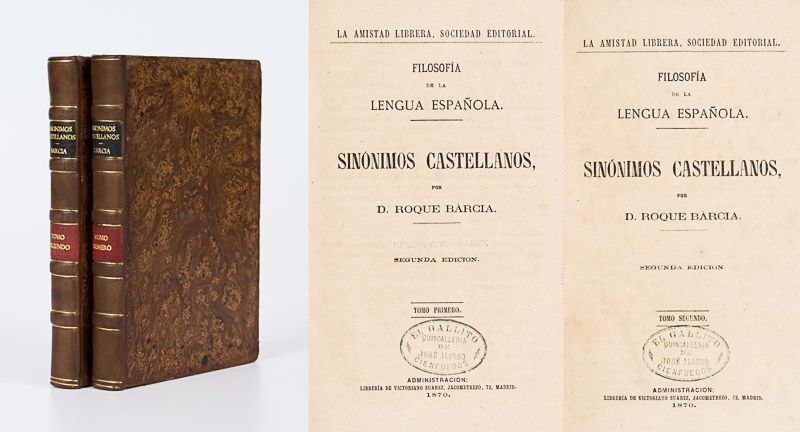 SINONIMOS
CASTELLANOS
BARCIA
TOMO
SEGUNDO
SINONIMOS
CASTELLANOS
BARCIA
TOMO
PRIMERO
LA AMISTAD LIBRERA, SOCIEDAD EDITORIAL.
FILOSOFÍA
DE LA
LENGUA ESPAÑOLA.
SINÓNIMOS CASTELLANOS,
POR
D. ROQUE BÁRCIA.
SEGUNDA EDICION.
TOMO PRIMERO.
EL GALLITO
QUINCALLERIA
DE
JOSÉ ALONSO
CIENFUEGOS
ADMINISTRACION:
LIBRERÍA DE VICTORIANO SUAREZ, JACOMETREZO, 72, MADRID.
1870.
LA AMISTAD LIBRERA, SOCIEDAD EDITORIAL.
FILOSOFÍA
DE LA
LENGUA ESPAÑOLA.
SINÓNIMOS CASTELLANOS,
POR
D. ROQUE BÁRCIA.
SEGUNDA EDICION.
TOMO SEGUNDO.
EL GALLITO
QUINCALLERIA
DE
JOSÉ ALONSO
CIENFUEGOS
ADMINISTRACION:
LIBRERÍA DE VICTORIANO SUAREZ, JACOMETREZO, 72, MADRID.
1870.